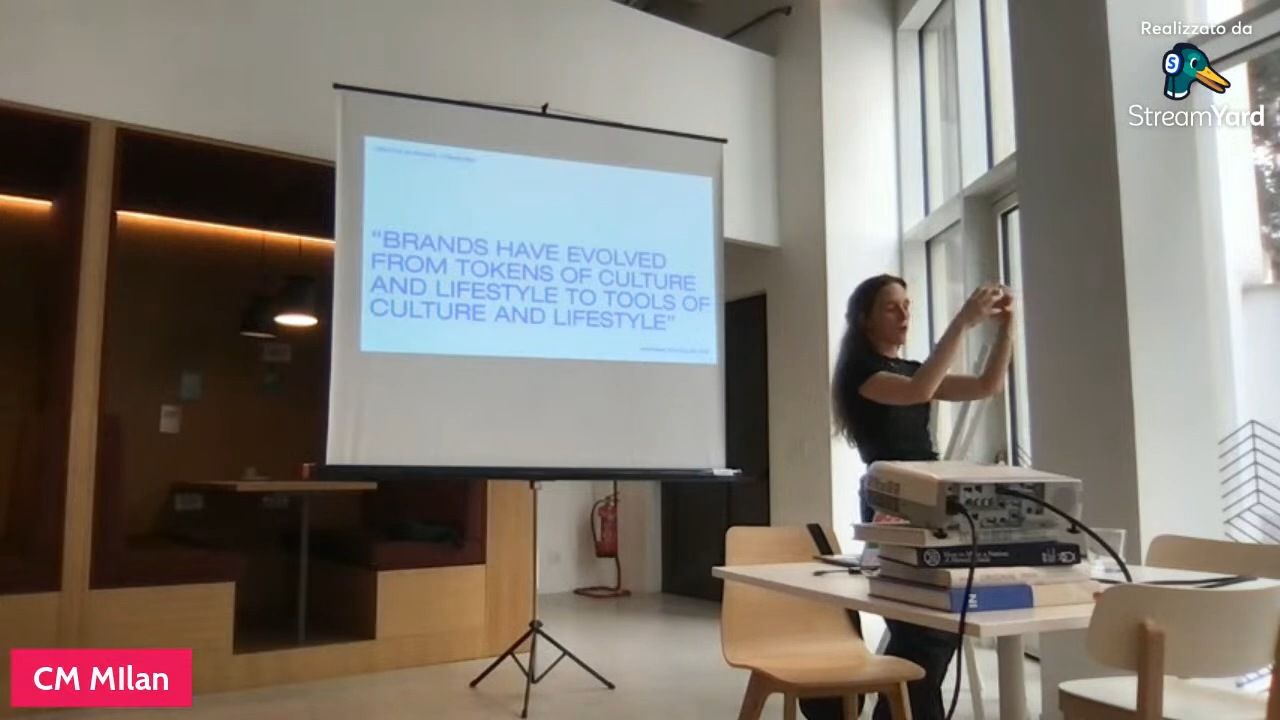 Realizzato da
S
StreamYard
“BRANDS HAVE EVOLVED
FROM TOKENS OF CULTURE
AND LIFESTYLE TO TOOLS OF
CULTURE AND LIFESTYLE”
CM MIlan